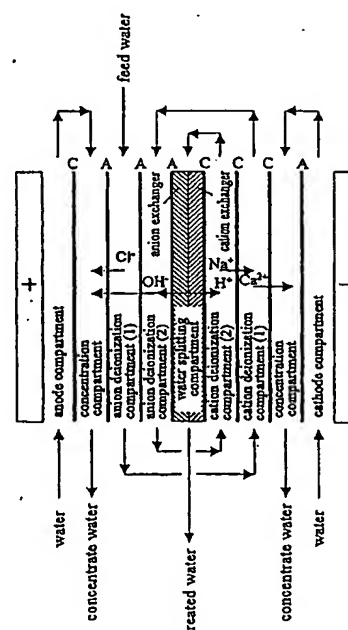 feed water
C A A A C C C A
+
anode compartment
concentration
compartment
anion deionization
compartment (1)
anion deionization
compartment (2)
water splitting
compartment
cation deionization
compartment (2)
cation deionization
compartment (1)
concentration
compartment
cathode compartment
anion exchanger
cation exchanger
Cl⁻
OH⁻
Na⁺
H⁺
Ca²⁺
water
concentrate water
reated water
concentrate water
water